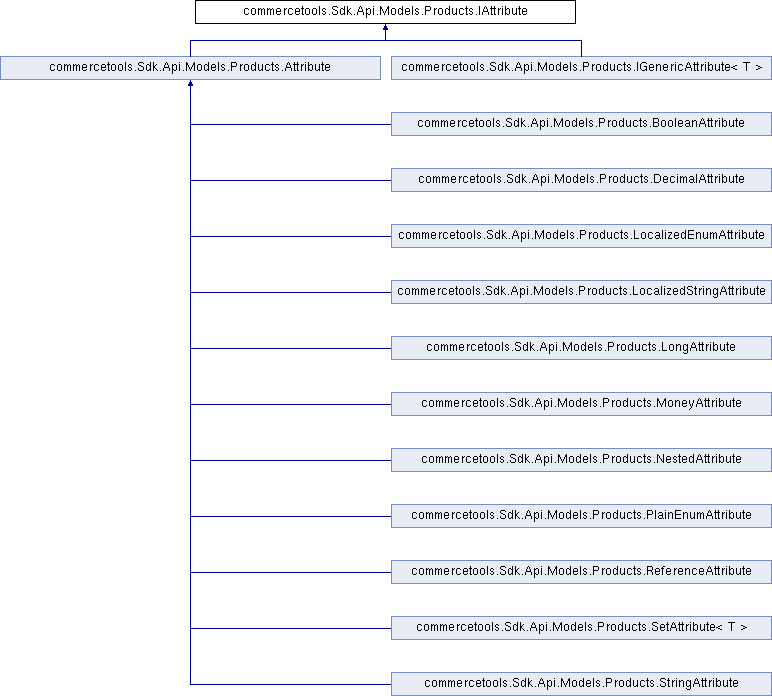 commercetools.Sdk.Api.Models.Products.IAttribute
commercetools.Sdk.Api.Models.Products.Attribute
commercetools.Sdk.Api.Models.Products.IGenericAttribute< T >
commercetools.Sdk.Api.Models.Products.BooleanAttribute
commercetools.Sdk.Api.Models.Products.DecimalAttribute
commercetools.Sdk.Api.Models.Products.LocalizedEnumAttribute
commercetools.Sdk.Api.Models.Products.LocalizedStringAttribute
commercetools.Sdk.Api.Models.Products.LongAttribute
commercetools.Sdk.Api.Models.Products.MoneyAttribute
commercetools.Sdk.Api.Models.Products.NestedAttribute
commercetools.Sdk.Api.Models.Products.PlainEnumAttribute
commercetools.Sdk.Api.Models.Products.ReferenceAttribute
commercetools.Sdk.Api.Models.Products.SetAttribute< T >
commercetools.Sdk.Api.Models.Products.StringAttribute